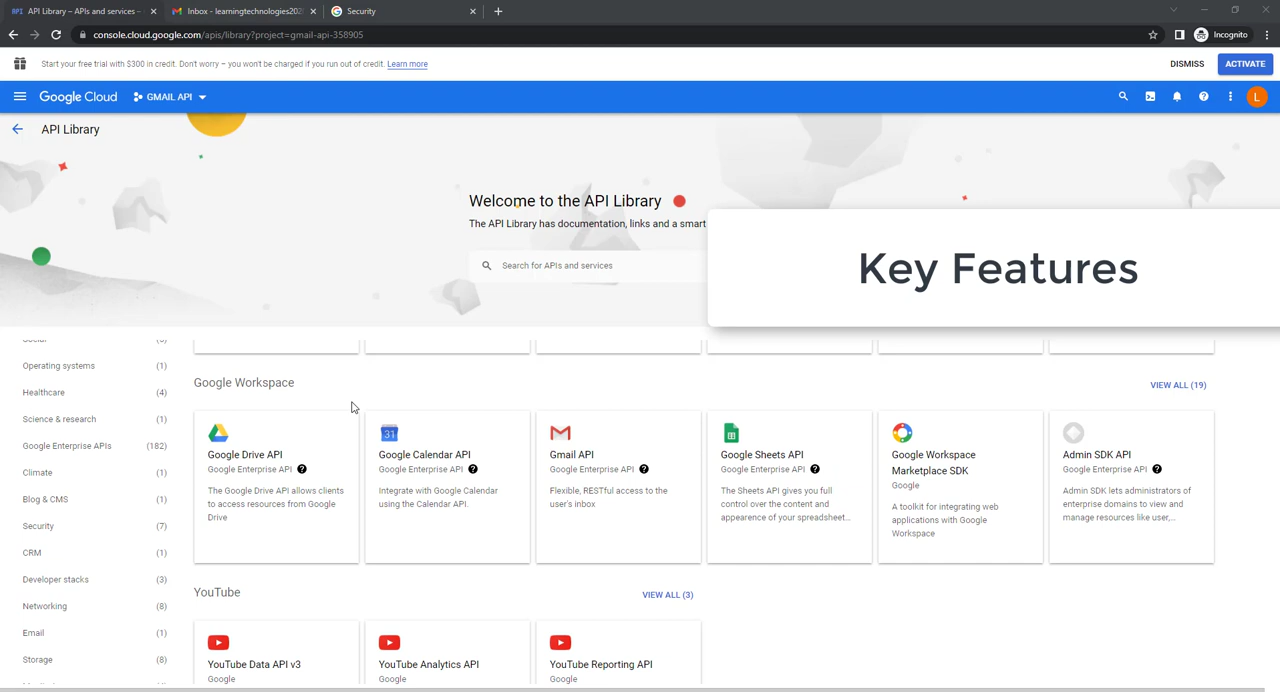 API API Library – APIs and services –
Inbox - learningtechnologies202
Security
console.cloud.google.com/apis/library?project=gmail-api-358905
Incognito
Start your free trial with $300 in credit. Don't worry – you won't be charged if you run out of credit. Learn more
DISMISS
ACTIVATE
Google Cloud
GMAIL API
L
API Library
Welcome to the API Library
The API Library has documentation, links and a smart
Search for APIs and services
Key Features
Operating systems (1)
Healthcare (4)
Science & research (1)
Google Enterprise APIs (182)
Climate (1)
Blog & CMS (1)
Security (7)
CRM (1)
Developer stacks (3)
Networking (8)
Email (1)
Storage (8)
Google Workspace
VIEW ALL (19)
Google Drive API
Google Enterprise API
The Google Drive API allows clients
to access resources from Google
Drive
31
Google Calendar API
Google Enterprise API
Integrate with Google Calendar
using the Calendar API.
Gmail API
Google Enterprise API
Flexible, RESTful access to the
user's inbox
Google Sheets API
Google Enterprise API
The Sheets API gives you full
control over the content and
appearence of your spreadsheet...
Google Workspace
Marketplace SDK
Google
A toolkit for integrating web
applications with Google
Workspace
Admin SDK API
Google Enterprise API
Admin SDK lets administrators of
enterprise domains to view and
manage resources like user,...
YouTube
VIEW ALL (3)
YouTube Data API v3
Google
YouTube Analytics API
Google
YouTube Reporting API
Google